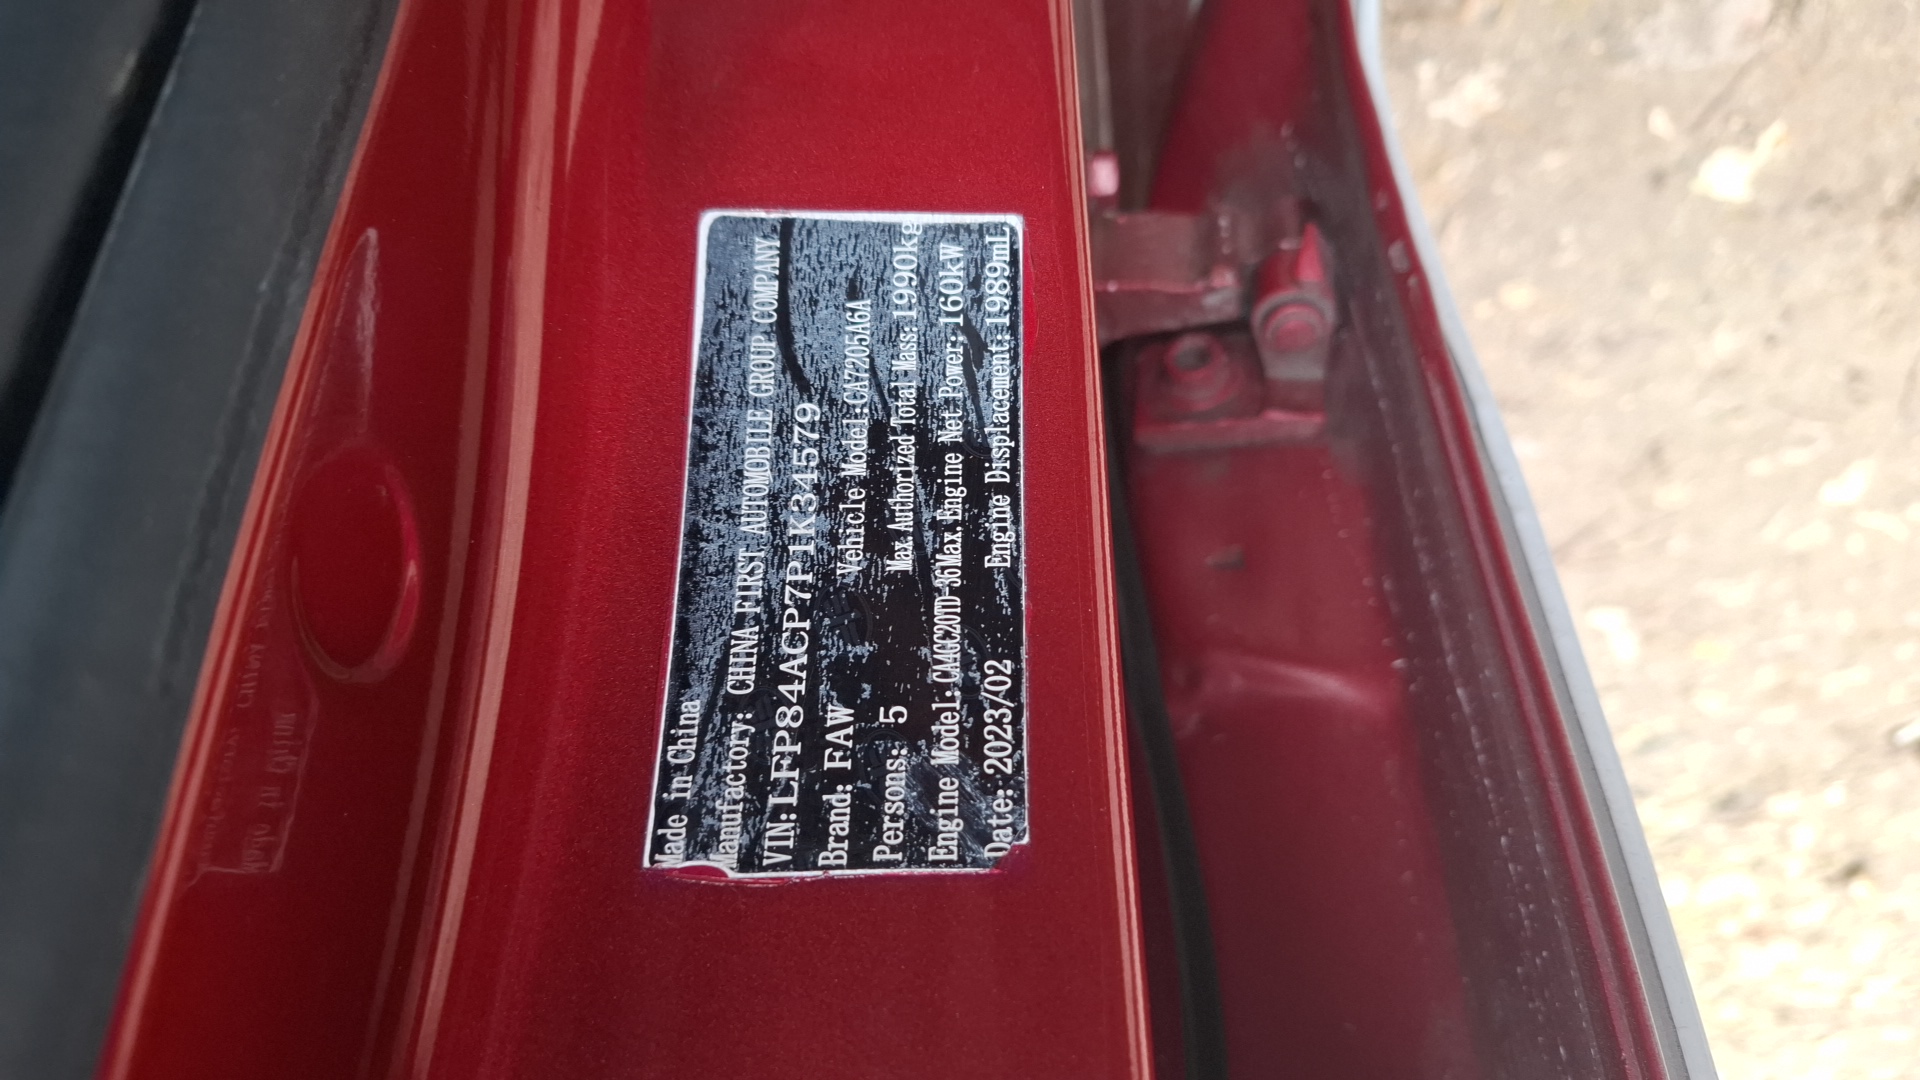 Made in China
Manufactory: CHINA FIRST AUTOMOBILE GROUP COMPANY
VIN:LFP84ACP7P1K34579
Brand: FAW Vehicle Model:CA7205A6A
Persons: 5 Max. Authorized Total Mass:1990kg
Engine Model:CA4GC20TD-36 Max. Engine Net Power:160kW
Date:2023/02 Engine Displacement:1989mL